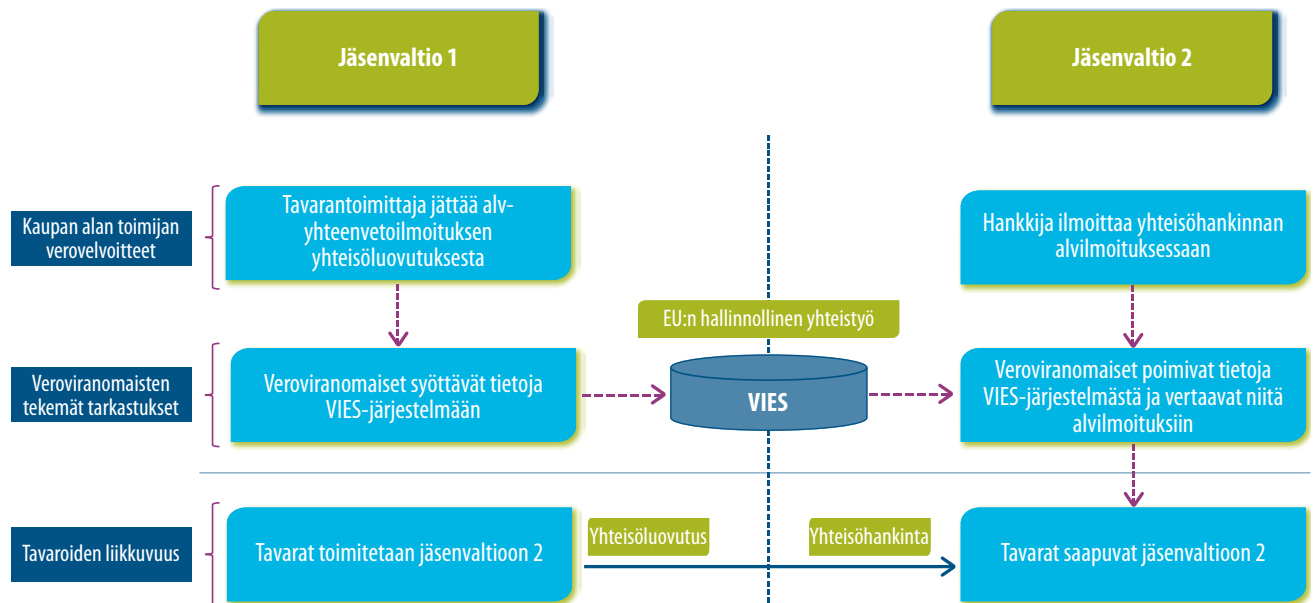 Jäsenvaltio 1
Jäsenvaltio 2
Kaupan alan toimijan
verovelvoitteet
Tavarantoimittaja jättää alv-
yhteenvetoilmoituksen
yhteisöluovutuksesta
Hankkija ilmoittaa yhteisöhankinnan
alvilmoituksessaan
EU:n hallinnollinen yhteistyö
Veroviranomaisten
tekemät tarkastukset
Veroviranomaiset syöttävät tietoja
VIES-järjestelmään
VIES
Veroviranomaiset poimivat tietoja
VIES-järjestelmästä ja vertaavat niitä
alvilmoituksiin
Tavaroiden liikkuvuus
Tavarat toimitetaan jäsenvaltioon 2
Yhteisöluovutus
Yhteisöhankinta
Tavarat saapuvat jäsenvaltioon 2